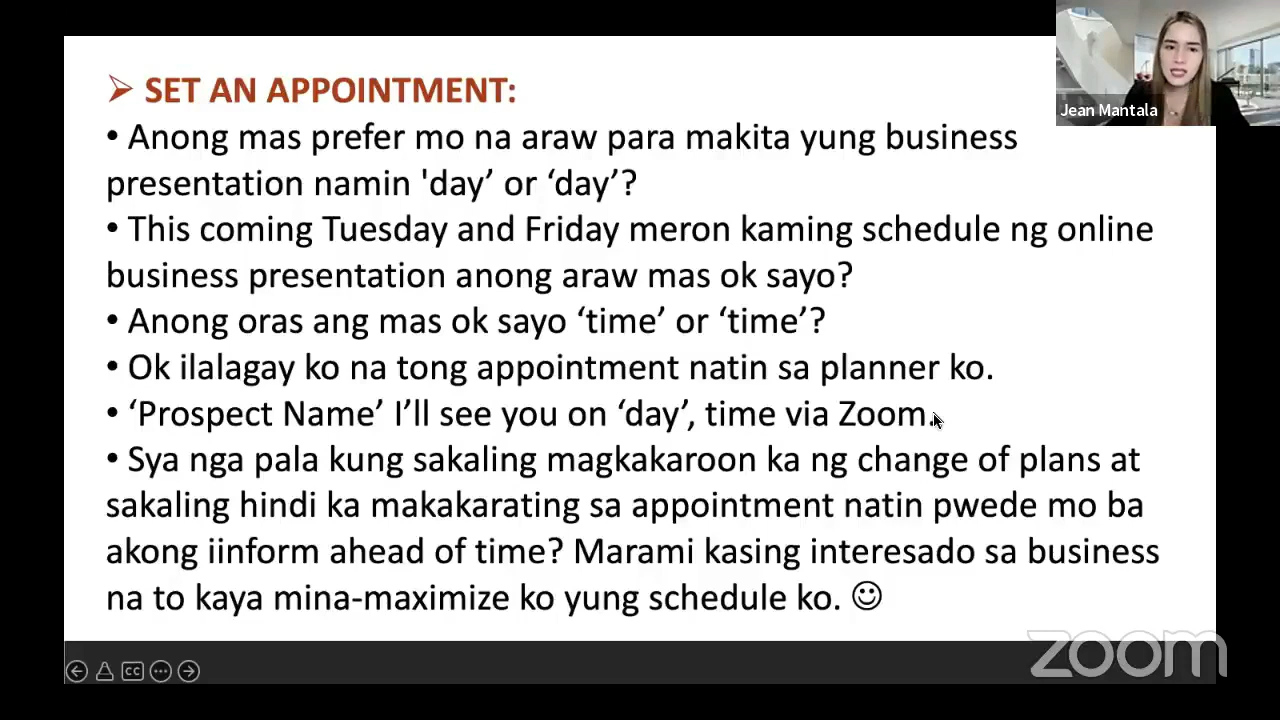 ➢ SET AN APPOINTMENT:
• Anong mas prefer mo na araw para makita yung business
presentation namin 'day’ or ‘day’?
• This coming Tuesday and Friday meron kaming schedule ng online
business presentation anong araw mas ok sayo?
• Anong oras ang mas ok sayo ‘time’ or ‘time’?
• Ok ilalagay ko na tong appointment natin sa planner ko.
• ‘Prospect Name’ I’ll see you on ‘day’, time via Zoom.
• Sya nga pala kung sakaling magkakaroon ka ng change of plans at
sakaling hindi ka makakarating sa appointment natin pwede mo ba
akong iinform ahead of time? Marami kasing interesado sa business
na to kaya mina-maximize ko yung schedule ko. ☺
Jean Mantala
CC
zoom